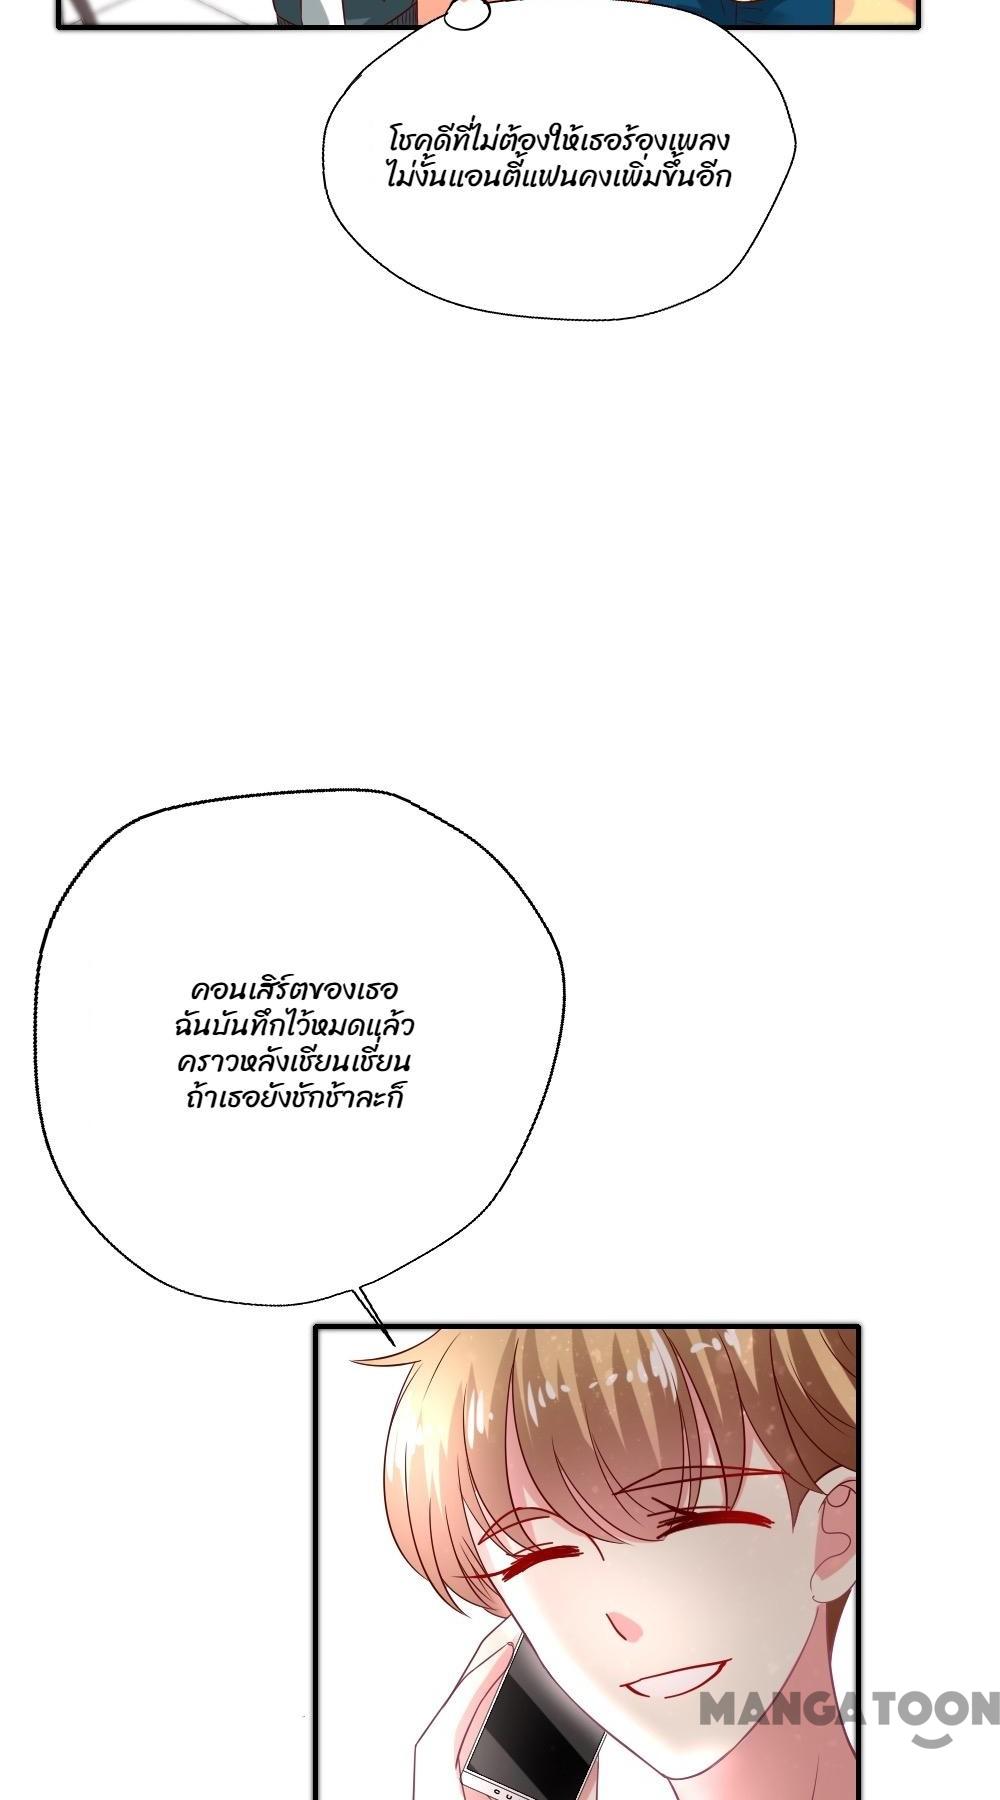 โชคดีที่ไม่ต้องให้เธอร้องเพลง
ไม่งั้นแอนตี้แฟนคงเพิ่มขึ้นอีก
คอนเสิร์ตของเธอ
ฉันบันทึกไว้หมดแล้ว
คราวหลังเชียนเชี่ยน
ถ้าเธอยังชักช้าละก็
MANGATOON